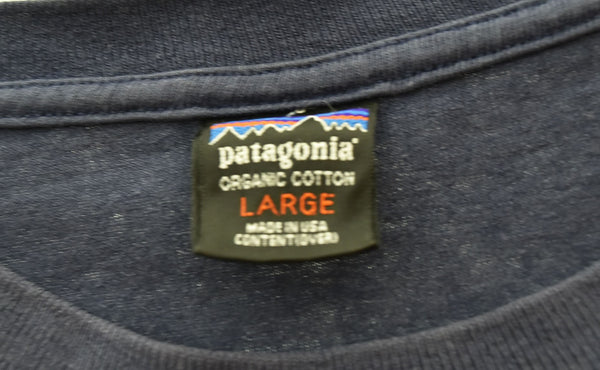 patagonia®
ORGANIC COTTON
LARGE
MADE IN USA
CONTENT(OVER)